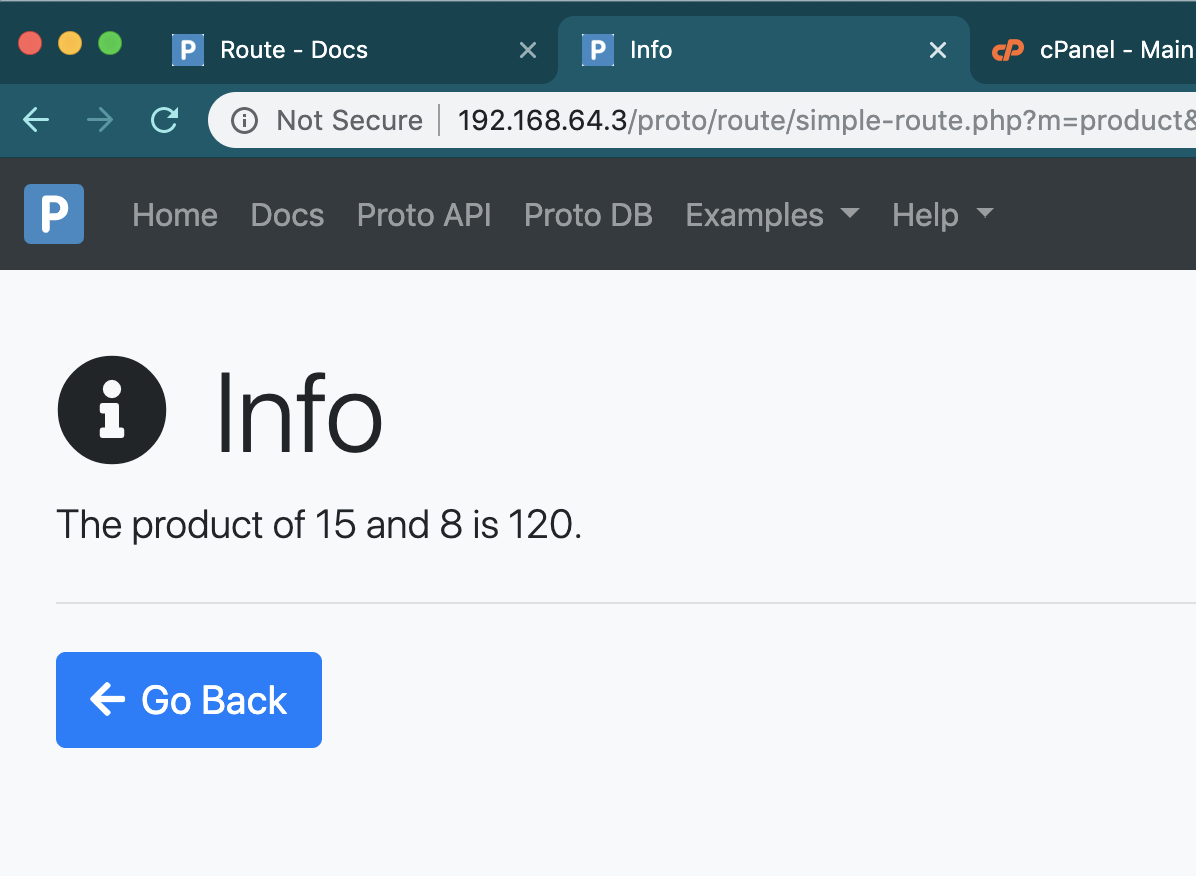 P Route - Docs P Info cP cPanel - Main
Not Secure 192.168.64.3/proto/route/simple-route.php?m=product&
P Home Docs Proto API Proto DB Examples Help
i Info
The product of 15 and 8 is 120.
Go Back